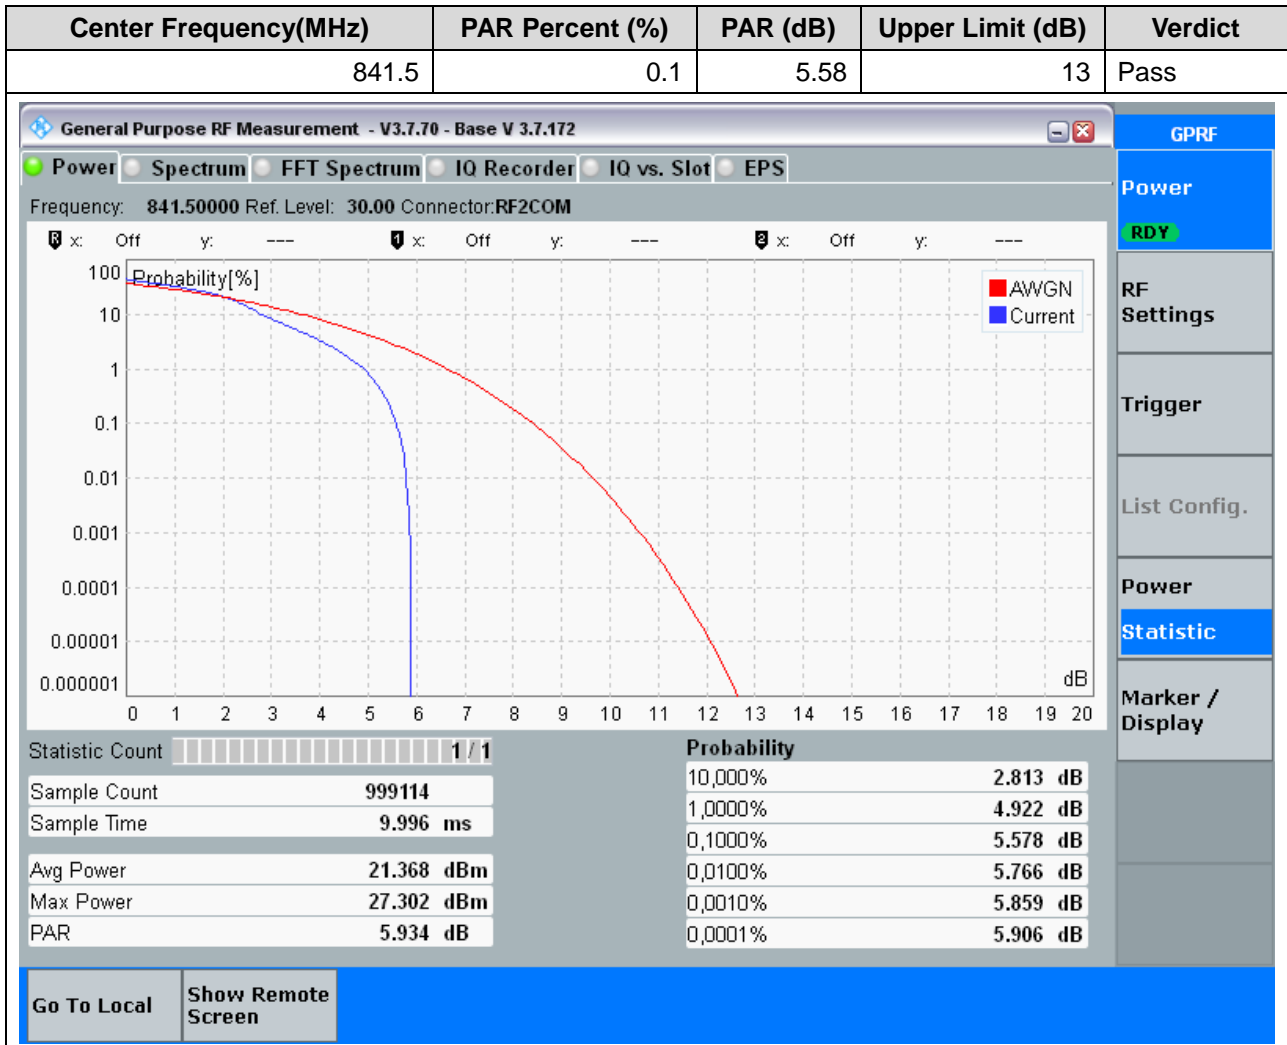 Center Frequency(MHz) PAR Percent (%) PAR (dB) Upper Limit (dB) Verdict
841.5 0.1 5.58 13 Pass
General Purpose RF Measurement - V3.7.70 - Base V 3.7.172
GPRF
Power Spectrum FFT Spectrum IQ Recorder IQ vs. Slot EPS
Power
RDY
Frequency: 841.50000 Ref. Level: 30.00 Connector:RF2COM
R x: Off y: --- 1 x: Off y: --- 2 x: Off y: ---
Probability[%]
AWGN
Current
100
10
1
0.1
0.01
0.001
0.0001
0.00001
0.000001
dB
0 1 2 3 4 5 6 7 8 9 10 11 12 13 14 15 16 17 18 19 20
RF
Settings
Trigger
List Config.
Power
Statistic
Marker /
Display
Statistic Count 1 / 1
Sample Count 999114
Sample Time 9.996 ms
Avg Power 21.368 dBm
Max Power 27.302 dBm
PAR 5.934 dB
Probability
10,000% 2.813 dB
1,0000% 4.922 dB
0,1000% 5.578 dB
0,0100% 5.766 dB
0,0010% 5.859 dB
0,0001% 5.906 dB
Go To Local
Show Remote
Screen